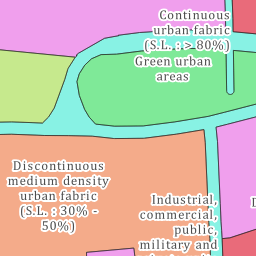 Continuous
urban fabric
(S.L. : > 80%)
Green urban
areas
Discontinuous
medium density
urban fabric
(S.L. : 30% -
50%)
Industrial,
commercial,
public,
military and